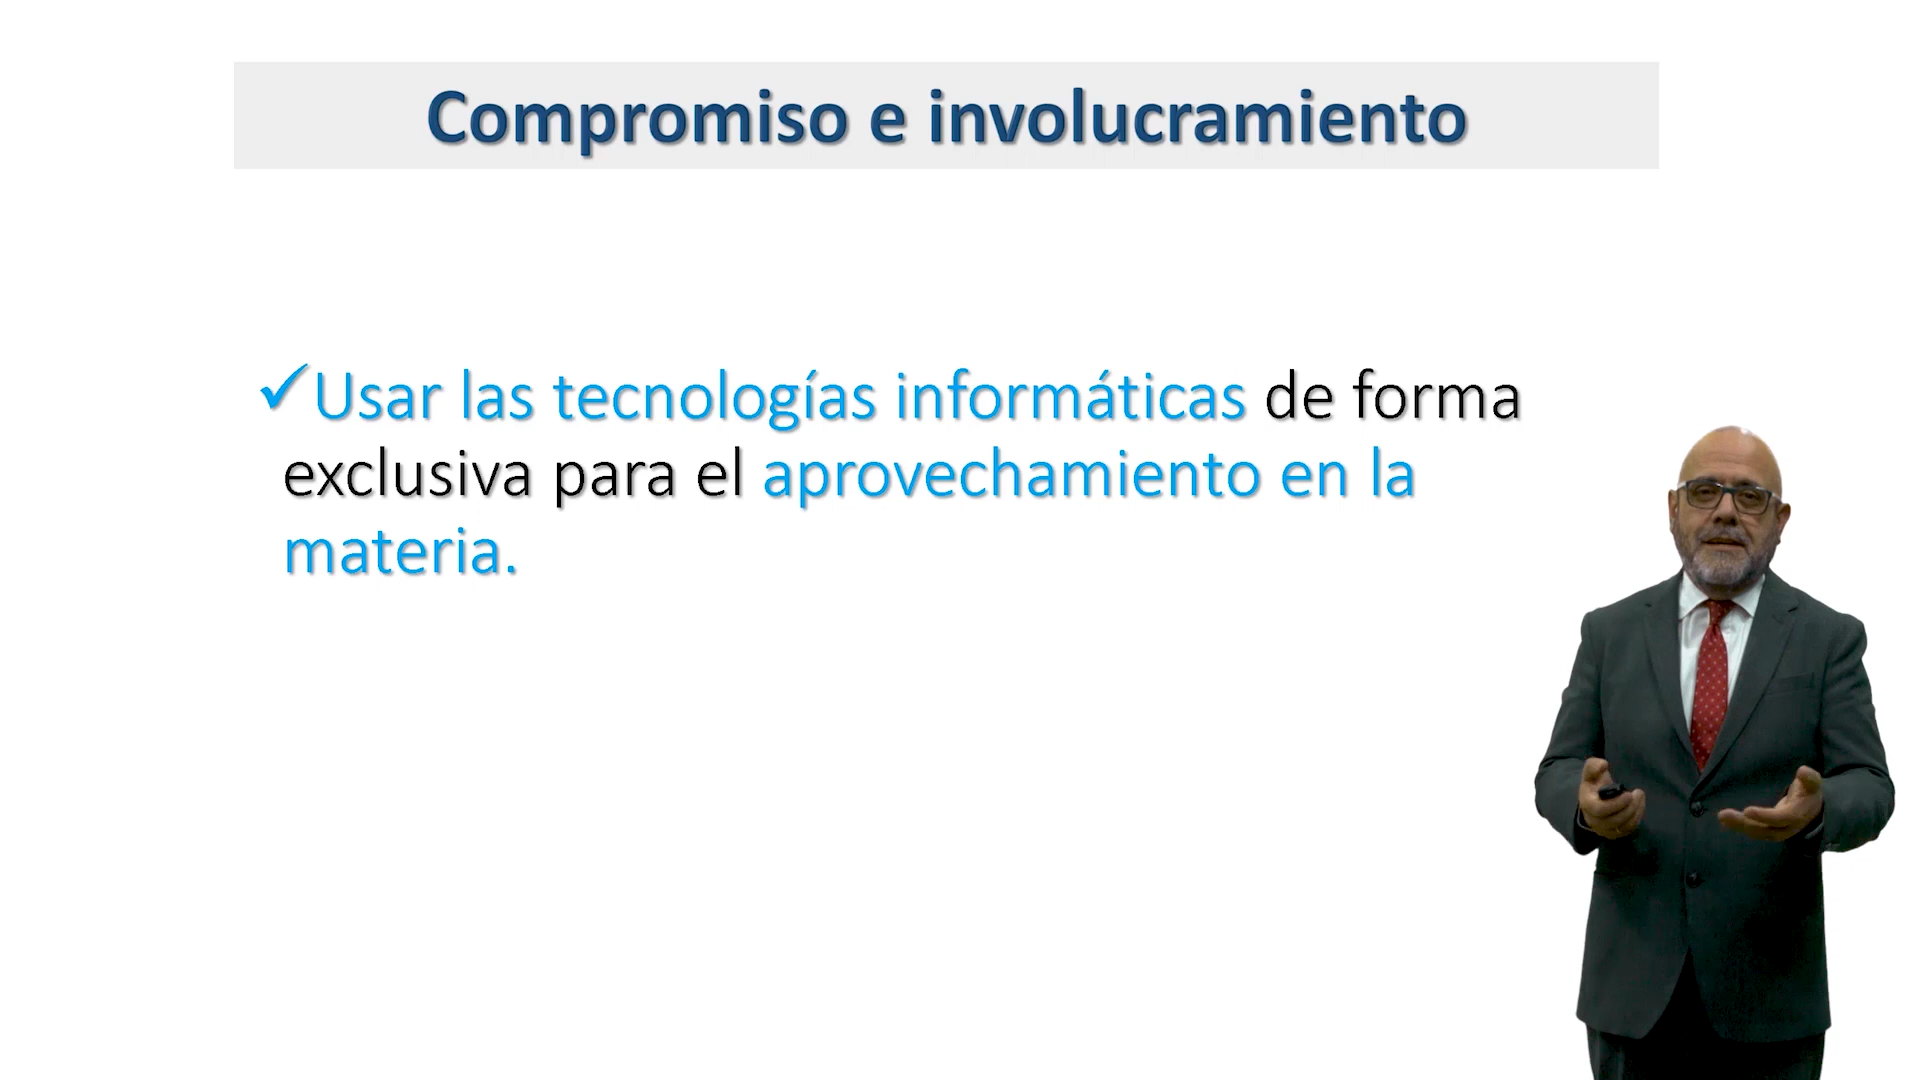 Compromiso e involucramiento
✓Usar las tecnologías informáticas de forma
exclusiva para el aprovechamiento en la
materia.